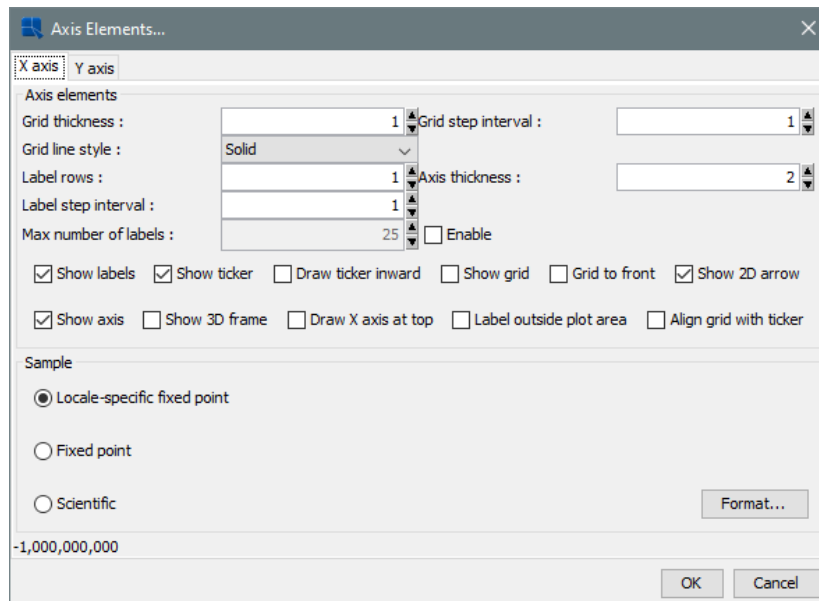 Axis Elements...
X axis Y axis
Axis elements
Grid thickness : 1 Grid step interval : 1
Grid line style : Solid
Label rows : 1 Axis thickness : 2
Label step interval : 1
Max number of labels : 25 Enable
Show labels Show ticker Draw ticker inward Show grid Grid to front Show 2D arrow
Show axis Show 3D frame Draw X axis at top Label outside plot area Align grid with ticker
Sample
Locale-specific fixed point
Fixed point
Scientific Format...
-1,000,000,000
OK Cancel